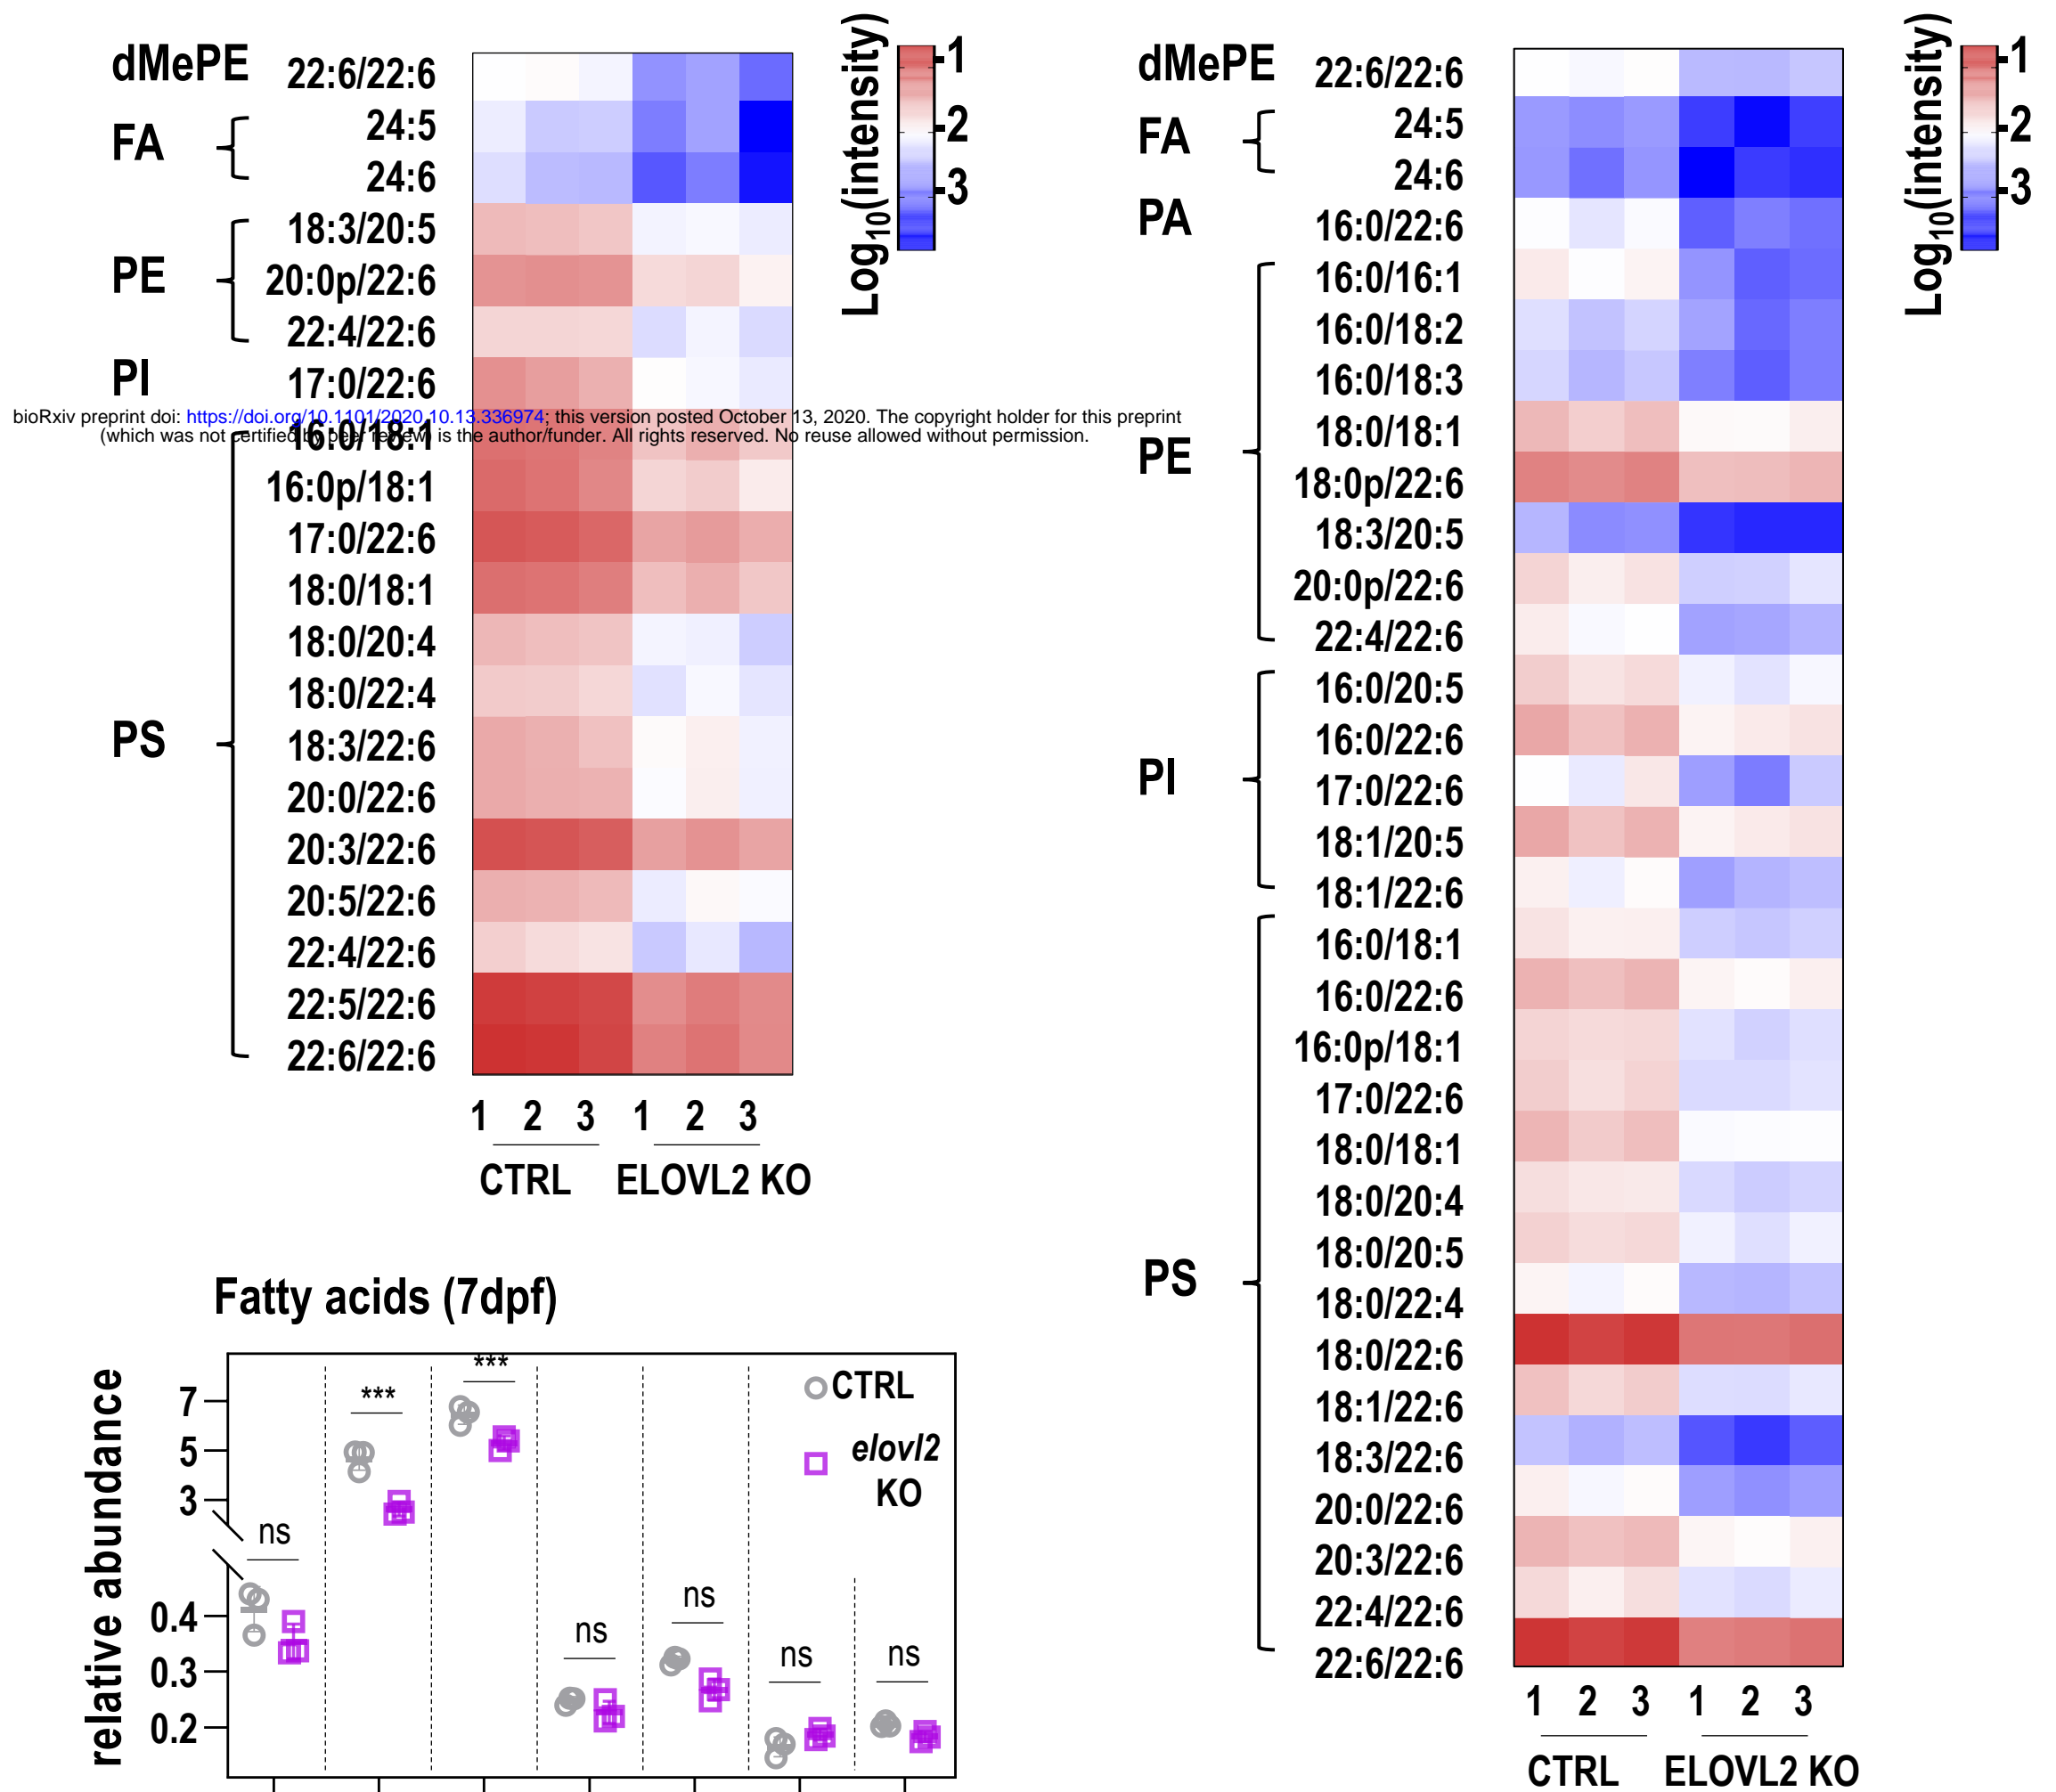 dMePE
22:6/22:6
FA
24:5
24:6
PE
18:3/20:5
20:0p/22:6
22:4/22:6
PI
17:0/22:6
bioRxiv preprint doi: https://doi.org/10.1101/2020.10.13.336974; this version posted October 13, 2020. The copyright holder for this preprint
(which was not certified by peer review) is the author/funder. All rights reserved. No reuse allowed without permission.
PS
16:0/18:1
16:0p/18:1
17:0/22:6
18:0/18:1
18:0/20:4
18:0/22:4
18:3/22:6
20:0/22:6
20:3/22:6
20:5/22:6
22:4/22:6
22:5/22:6
22:6/22:6
1 2 3 1 2 3
CTRL ELOVL2 KO
Log10(intensity)
-1
-2
-3
dMePE
22:6/22:6
FA
24:5
24:6
PA
16:0/22:6
PE
16:0/16:1
16:0/18:2
16:0/18:3
18:0/18:1
18:0p/22:6
18:3/20:5
20:0p/22:6
22:4/22:6
PI
16:0/20:5
16:0/22:6
17:0/22:6
18:1/20:5
18:1/22:6
PS
16:0/18:1
16:0/22:6
16:0p/18:1
17:0/22:6
18:0/18:1
18:0/20:4
18:0/20:5
18:0/22:4
18:0/22:6
18:1/22:6
18:3/22:6
20:0/22:6
20:3/22:6
22:4/22:6
22:6/22:6
1 2 3 1 2 3
CTRL ELOVL2 KO
Log10(intensity)
-1
-2
-3
Fatty acids (7dpf)
relative abundance
7
5
3
0.4
0.3
0.2
ns
***
***
ns
ns
ns
ns
CTRL
elovl2
KO